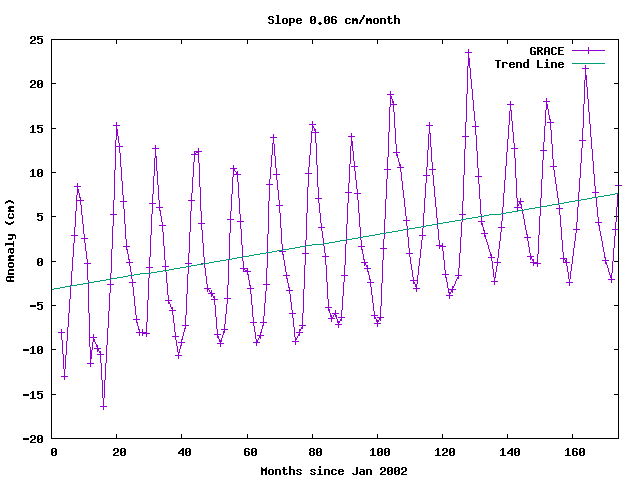 Slope 0.06 cm/month
25
20
15
10
5
0
-5
-10
-15
-20
Anomaly (cm)
GRACE
Trend Line
0 20 40 60 80 100 120 140 160
Months since Jan 2002